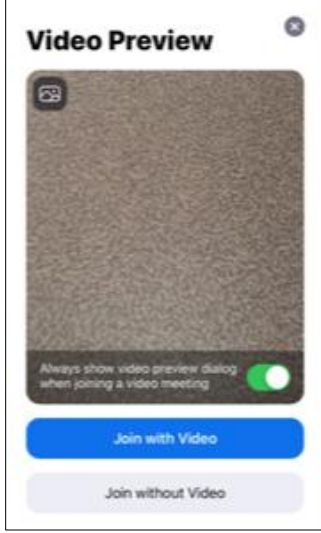 Video Preview
Always show video preview dialog
when joining a video meeting
Join with Video
Join without Video